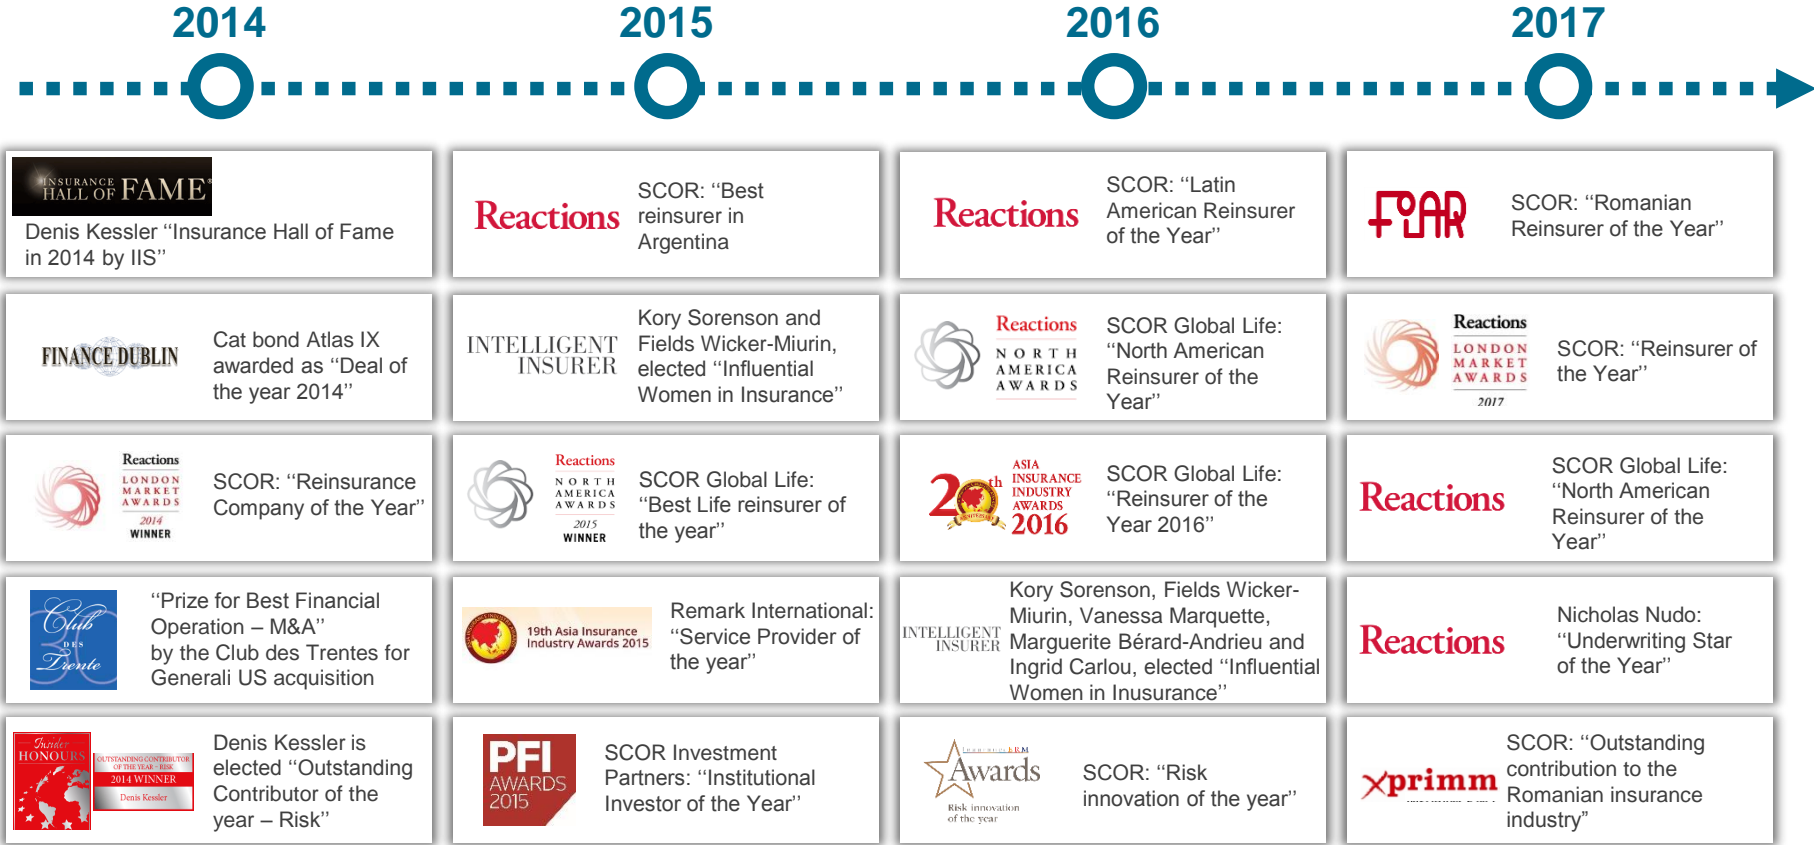 2014
2015
2016
2017
INSURANCE
HALL OF FAME®
Denis Kessler ‘‘Insurance Hall of Fame
in 2014 by IIS’’
Reactions
SCOR: ‘‘Best
reinsurer in
Argentina
Reactions
SCOR: ‘‘Latin
American Reinsurer
of the Year’’
FOAR
SCOR: ‘‘Romanian
Reinsurer of the Year’’
FINANCE DUBLIN
Cat bond Atlas IX
awarded as ‘‘Deal of
the year 2014’’
INTELLIGENT
INSURER
Kory Sorenson and
Fields Wicker-Miurin,
elected ‘‘Influential
Women in Insurance’’
Reactions
NORTH
AMERICA
AWARDS
SCOR Global Life:
‘‘North American
Reinsurer of the
Year’’
Reactions
LONDON
MARKET
AWARDS
2017
SCOR: ‘‘Reinsurer of
the Year’’
Reactions
LONDON
MARKET
AWARDS
2014
WINNER
SCOR: ‘‘Reinsurance
Company of the Year’’
Reactions
NORTH
AMERICA
AWARDS
2015
WINNER
SCOR Global Life:
‘‘Best Life reinsurer of
the year’’
20th
ASIA
INSURANCE
INDUSTRY
AWARDS
2016
SCOR Global Life:
‘‘Reinsurer of the
Year 2016’’
Reactions
SCOR Global Life:
‘‘North American
Reinsurer of the
Year’’
Club
DES
Trente
‘‘Prize for Best Financial
Operation – M&A’’
by the Club des Trentes for
Generali US acquisition
19th Asia Insurance
Industry Awards 2015
Remark International:
‘‘Service Provider of
the year’’
INTELLIGENT
INSURER
Kory Sorenson, Fields Wicker-
Miurin, Vanessa Marquette,
Marguerite Bérard-Andrieu and
Ingrid Carlou, elected ‘‘Influential
Women in Inusurance’’
Reactions
Nicholas Nudo:
‘‘Underwriting Star
of the Year’’
Insider
HONOURS
OUTSTANDING CONTRIBUTOR
OF THE YEAR – RISK
2014 WINNER
Denis Kessler
Denis Kessler is
elected ‘‘Outstanding
Contributor of the
year – Risk’’
PFI
AWARDS
2015
SCOR Investment
Partners: ‘‘Institutional
Investor of the Year’’
Insurance ERM
Awards
Risk innovation
of the year
SCOR: ‘‘Risk
innovation of the year’’
xprimm
SCOR: ‘‘Outstanding
contribution to the
Romanian insurance
industry”